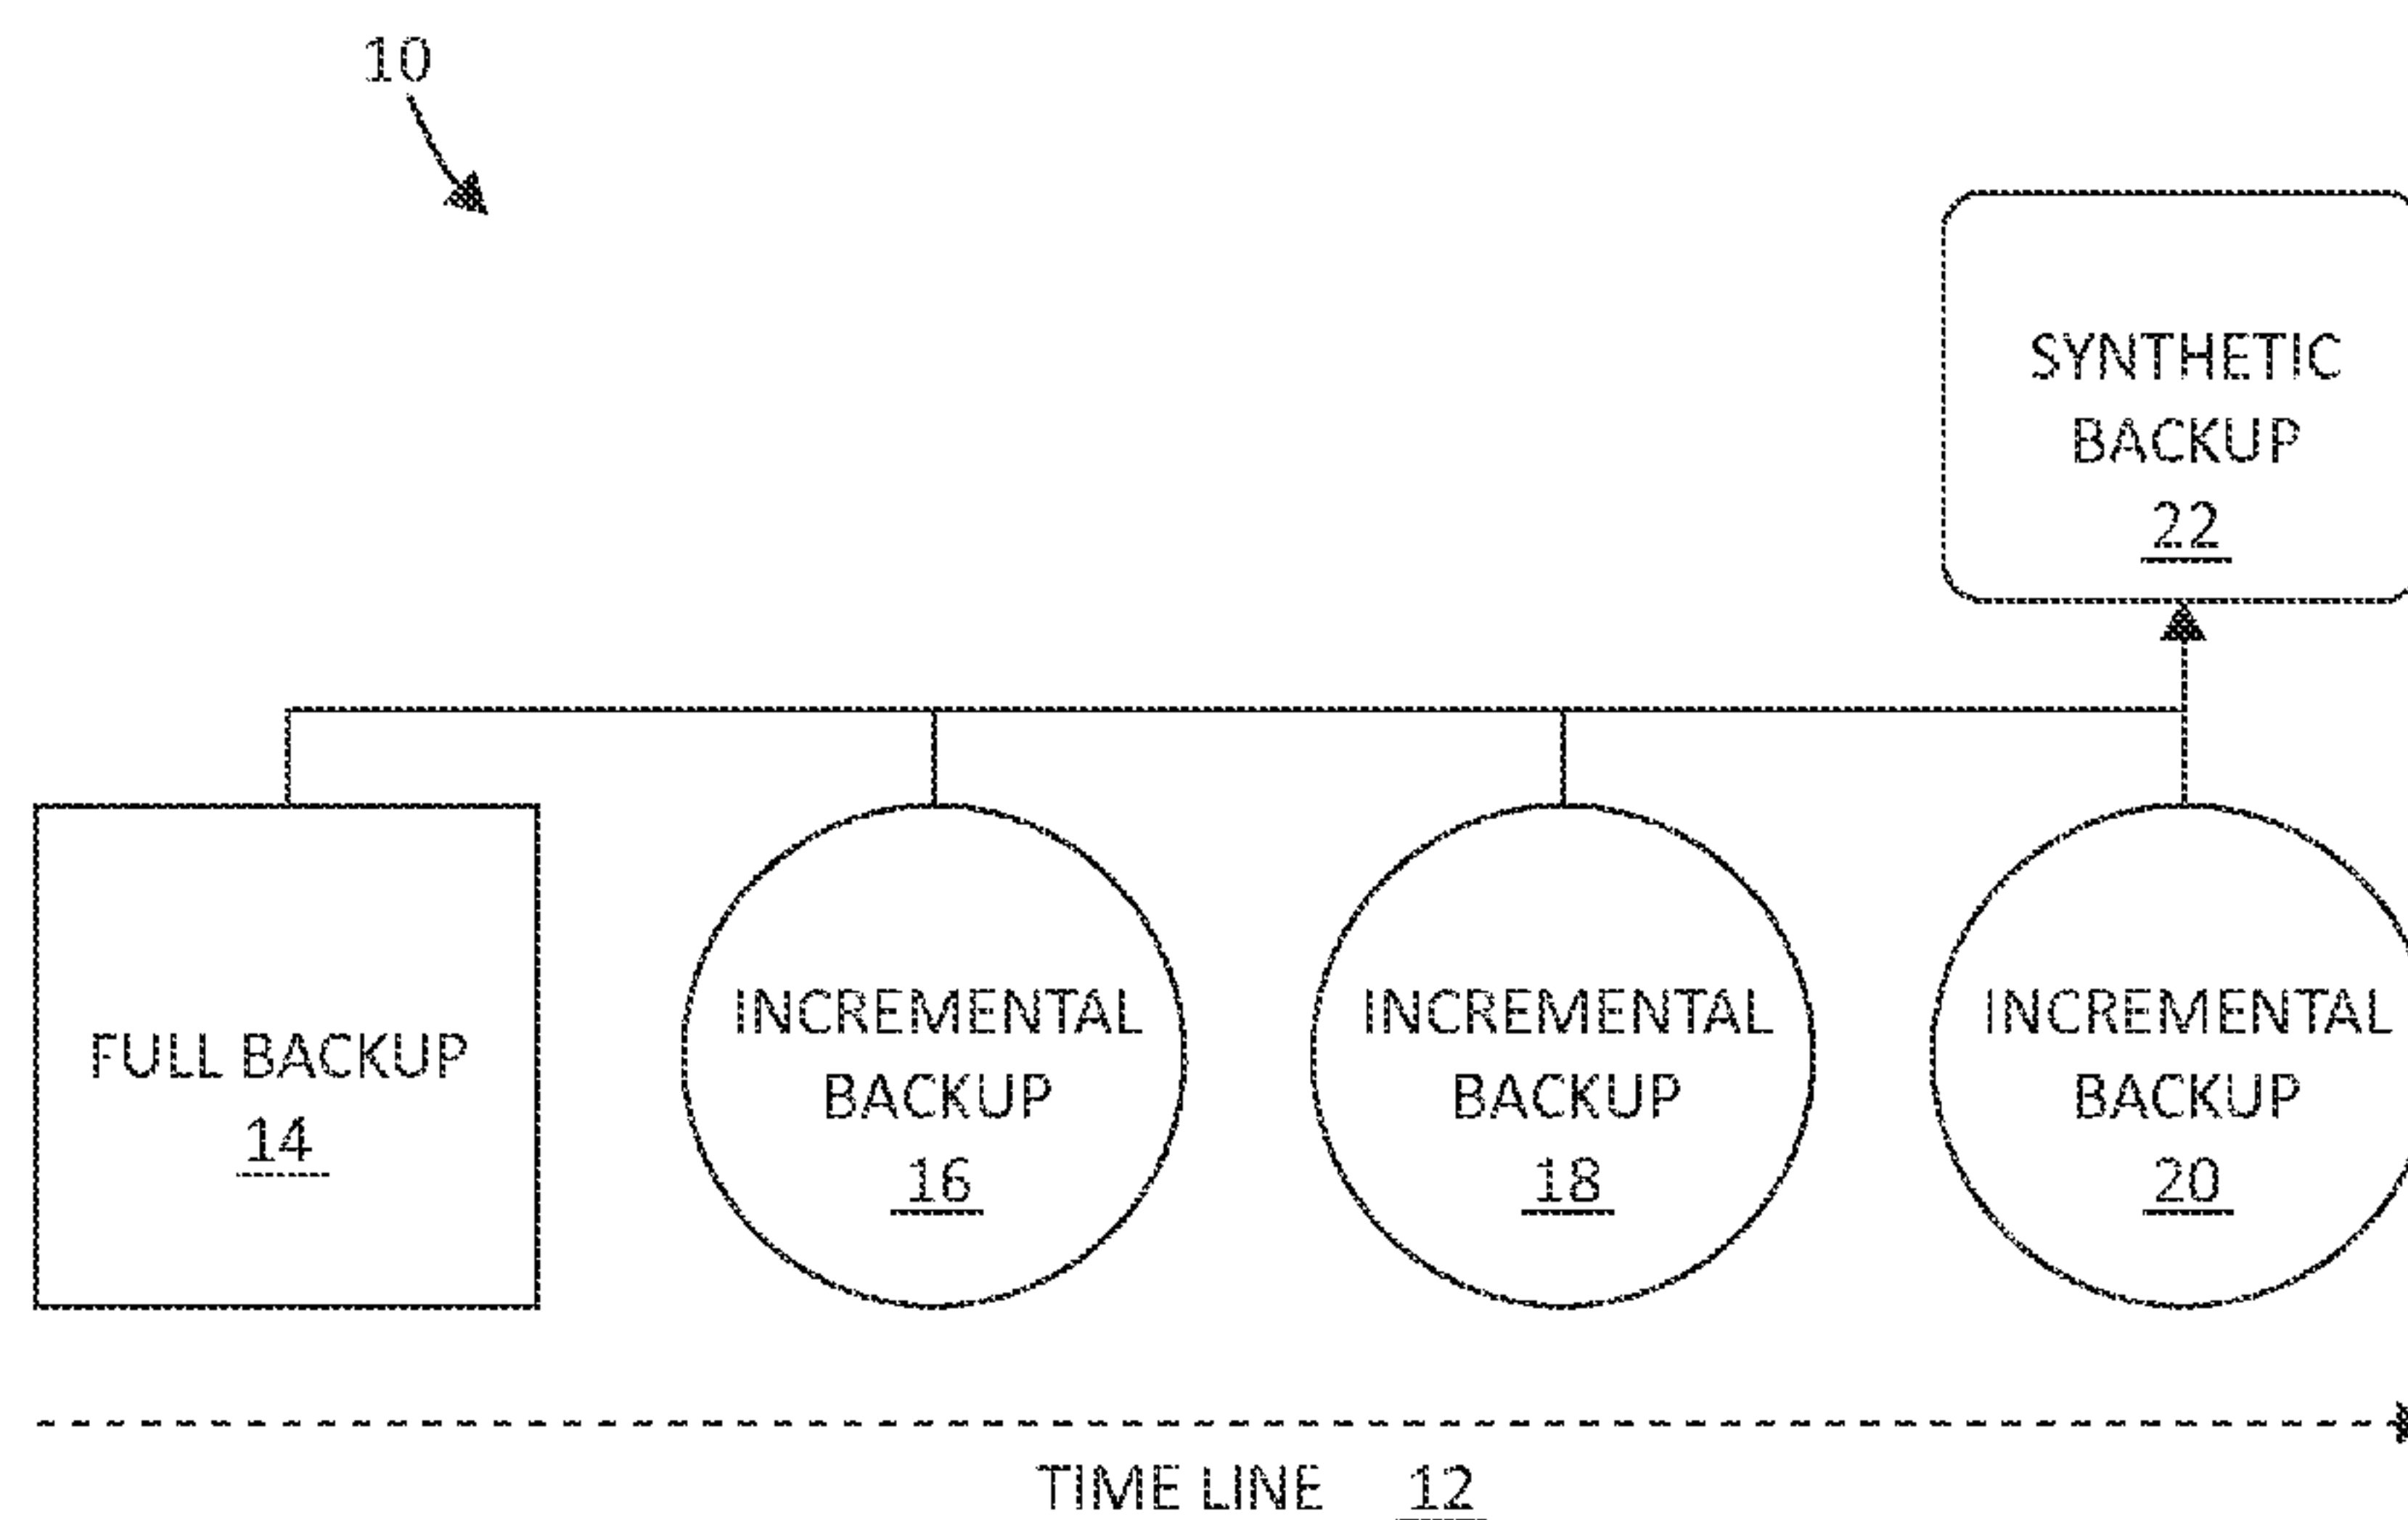 10
SYNTHETIC
BACKUP
22
FULL BACKUP
14
INCREMENTAL
BACKUP
16
INCREMENTAL
BACKUP
18
INCREMENTAL
BACKUP
20
TIME LINE 12